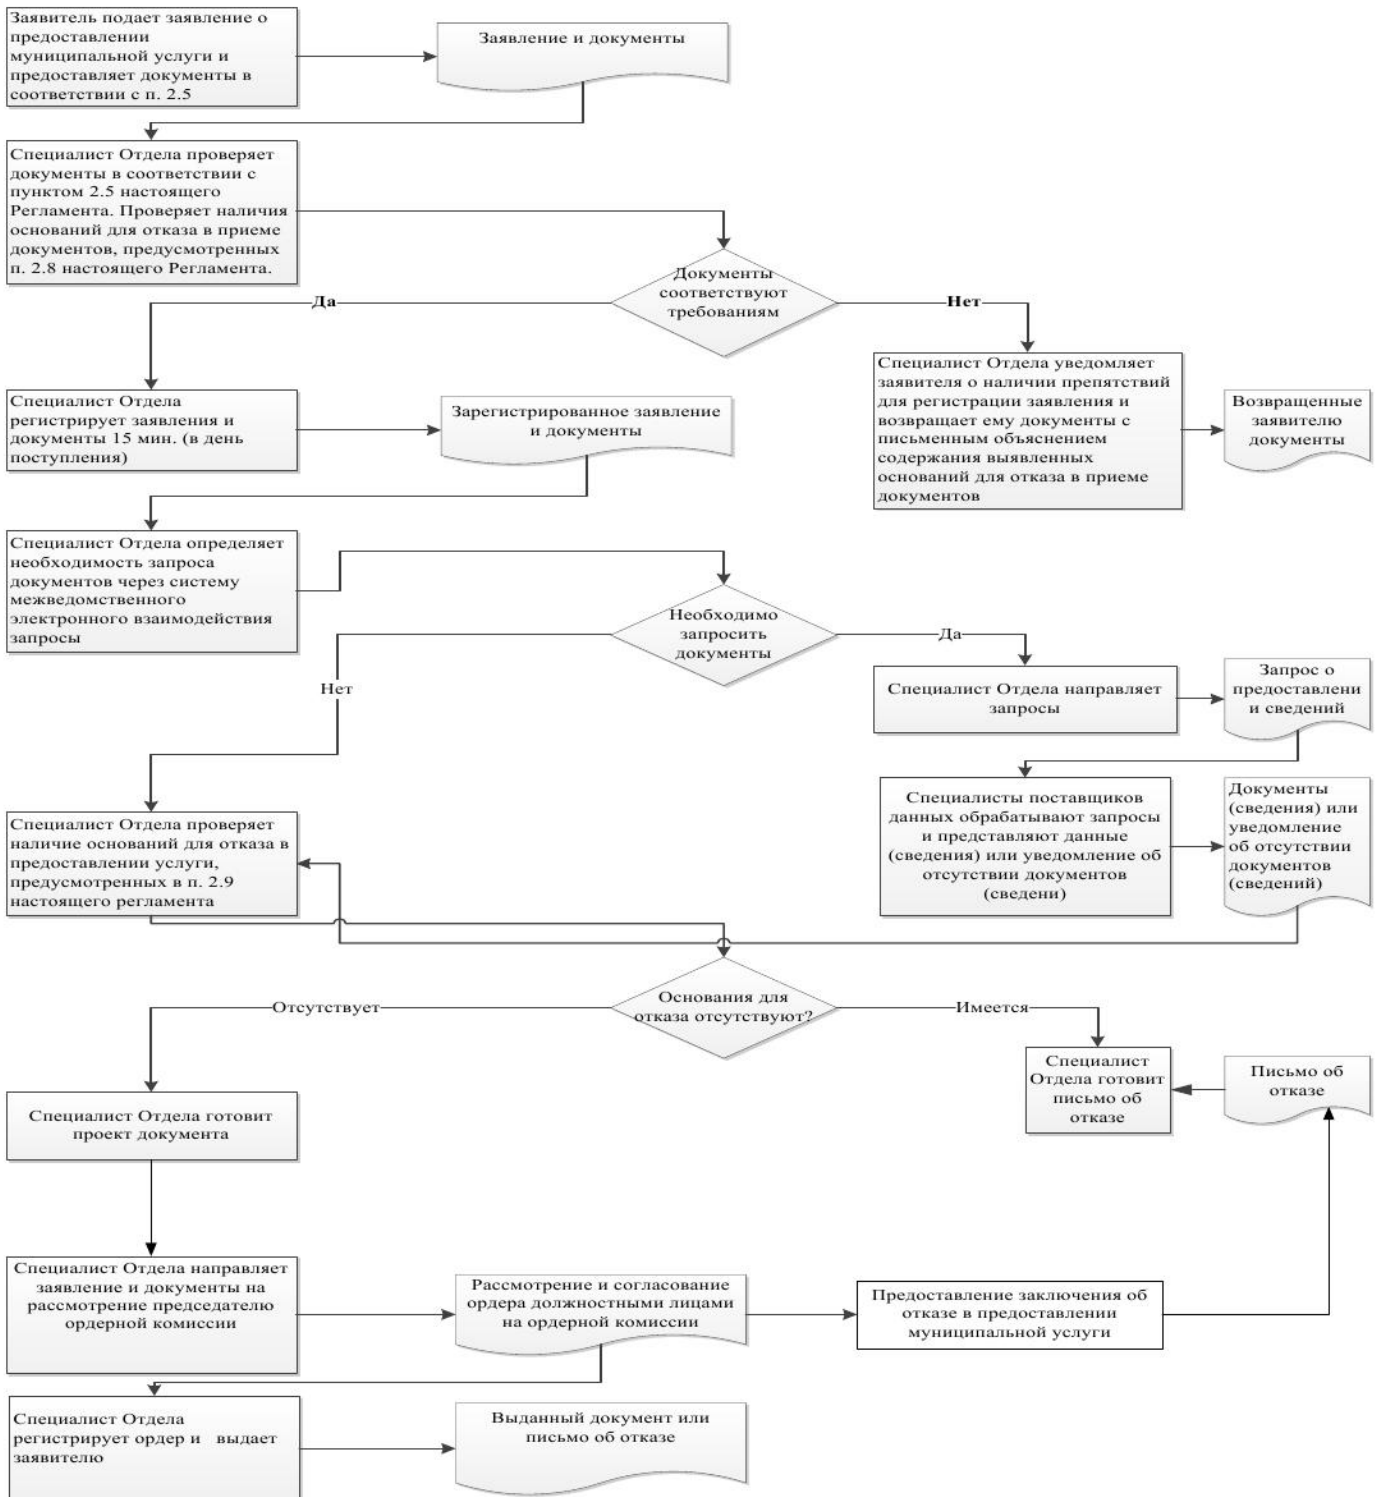 Заявитель подает заявление о
предоставлении
муниципальной услуги и
предоставляет документы в
соответствии с п. 2.5
Заявление и документы
Специалист Отдела проверяет
документы в соответствии с
пунктом 2.5 настоящего
Регламента. Проверяет наличия
оснований для отказа в приеме
документов, предусмотренных
п. 2.8 настоящего Регламента.
Документы
соответствуют
требованиям
Да
Нет
Специалист Отдела
регистрирует заявления и
документы 15 мин. (в день
поступления)
Зарегистрированное заявление
и документы
Специалист Отдела уведомляет
заявителя о наличии препятствий
для регистрации заявления и
возвращает ему документы с
письменным объяснением
содержания выявленных
оснований для отказа в приеме
документов
Возвращенные
заявителю
документы
Специалист Отдела определяет
необходимость запроса
документов через систему
межведомственного
электронного взаимодействия
запросы
Необходимо
запросить
документы
Да
Нет
Специалист Отдела направляет
запросы
Запрос о
предоставлени
и сведений
Специалисты поставщиков
данных обрабатывают запросы
и представляют данные
(сведения) или уведомление об
отсутствии документов
(сведени)
Документы
(сведения) или
уведомление
об отсутствии
документов
(сведений)
Специалист Отдела проверяет
наличие оснований для отказа в
предоставлении услуги,
предусмотренных в п. 2.9
настоящего регламента
Основания для
отказа отсутствуют?
Отсутствует
Имеется
Специалист
Отдела готовит
письмо об
отказе
Письмо об
отказе
Специалист Отдела готовит
проект документа
Специалист Отдела направляет
заявление и документы на
рассмотрение председателю
ордерной комиссии
Рассмотрение и согласование
ордера должностными лицами
на ордерной комиссии
Предоставление заключения об
отказе в предоставлении
муниципальной услуги
Специалист Отдела
регистрирует ордер и выдает
заявителю
Выданный документ или
письмо об отказе